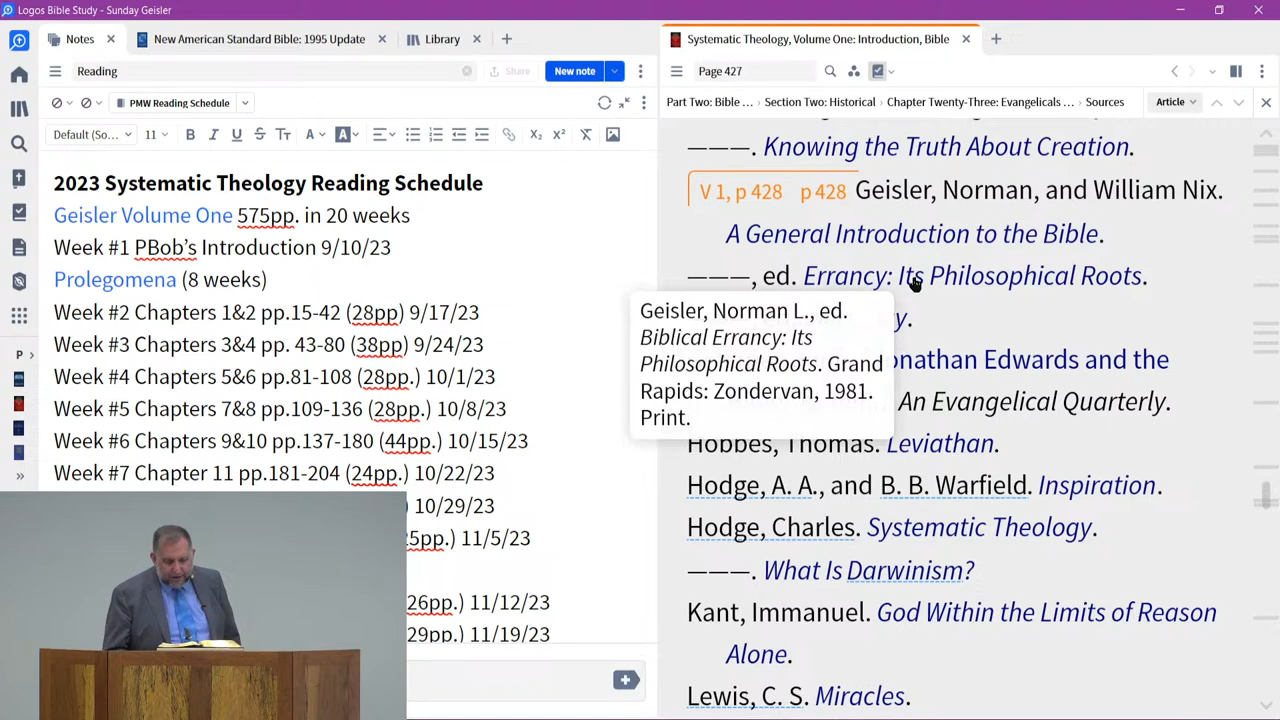 Logos Bible Study - Sunday Geisler
Notes
New American Standard Bible: 1995 Update
Library
Reading
Share
New note
PMW Reading Schedule
Default (So...
11
2023 Systematic Theology Reading Schedule
Geisler Volume One 575pp. in 20 weeks
Week #1 PBob's Introduction 9/10/23
Prolegomena (8 weeks)
Week #2 Chapters 1&2 pp.15-42 (28pp) 9/17/23
Week #3 Chapters 3&4 pp. 43-80 (38pp) 9/24/23
Week #4 Chapters 5&6 pp.81-108 (28pp.) 10/1/23
Week #5 Chapters 7&8 pp.109-136 (28pp.) 10/8/23
Week #6 Chapters 9&10 pp.137-180 (44pp.) 10/15/23
Week #7 Chapter 11 pp.181-204 (24pp.) 10/22/23
10/29/23
5pp.) 11/5/23
26pp.) 11/12/23
29pp.) 11/19/23
P
Systematic Theology, Volume One: Introduction, Bible
Page 427
Part Two: Bible ... › Section Two: Historical › Chapter Twenty-Three: Evangelicals ... › Sources
Article
———. Knowing the Truth About Creation.
V 1, p 428 p 428 Geisler, Norman, and William Nix.
A General Introduction to the Bible.
———, ed. Errancy: Its Philosophical Roots.
y.
Geisler, Norman L., ed.
Biblical Errancy: Its
Philosophical Roots. Grand
Rapids: Zondervan, 1981.
Print.
onathan Edwards and the
An Evangelical Quarterly.
Hobbes, Thomas. Leviathan.
Hodge, A. A., and B. B. Warfield. Inspiration.
Hodge, Charles. Systematic Theology.
———. What Is Darwinism?
Kant, Immanuel. God Within the Limits of Reason
Alone.
Lewis, C. S. Miracles.